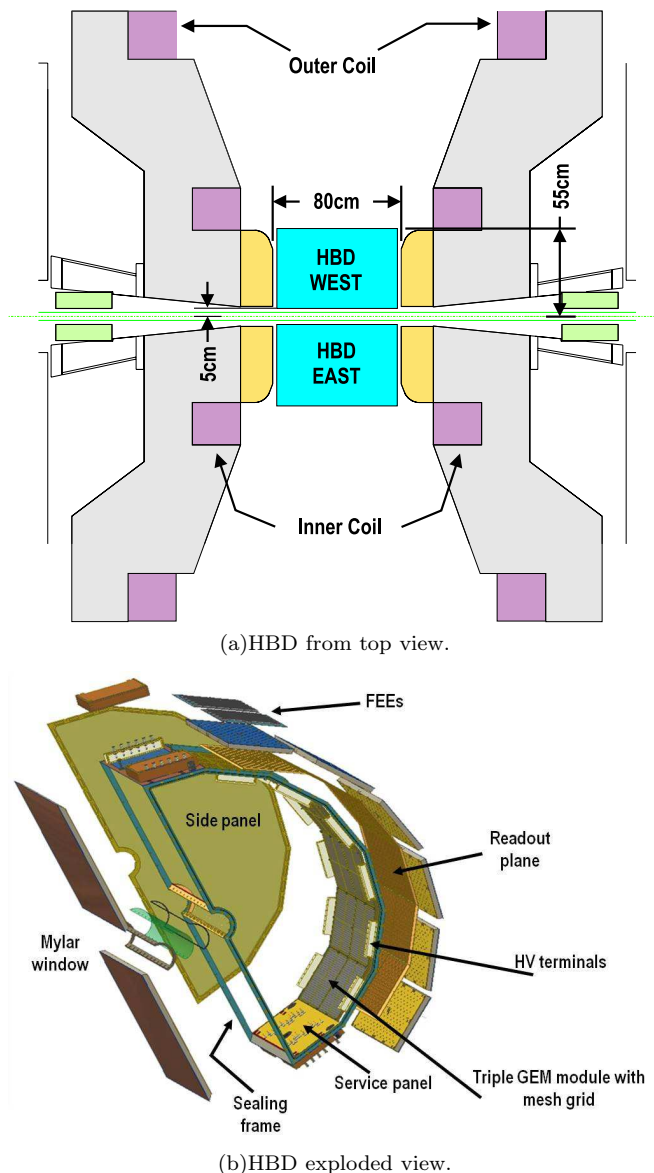 Outer Coil
80cm
55cm
HBD
WEST
HBD
EAST
5cm
Inner Coil
(a)HBD from top view.
FEEs
Side panel
Readout
plane
Mylar
window
HV terminals
Service panel
Triple GEM module with
mesh grid
Sealing
frame
(b)HBD exploded view.